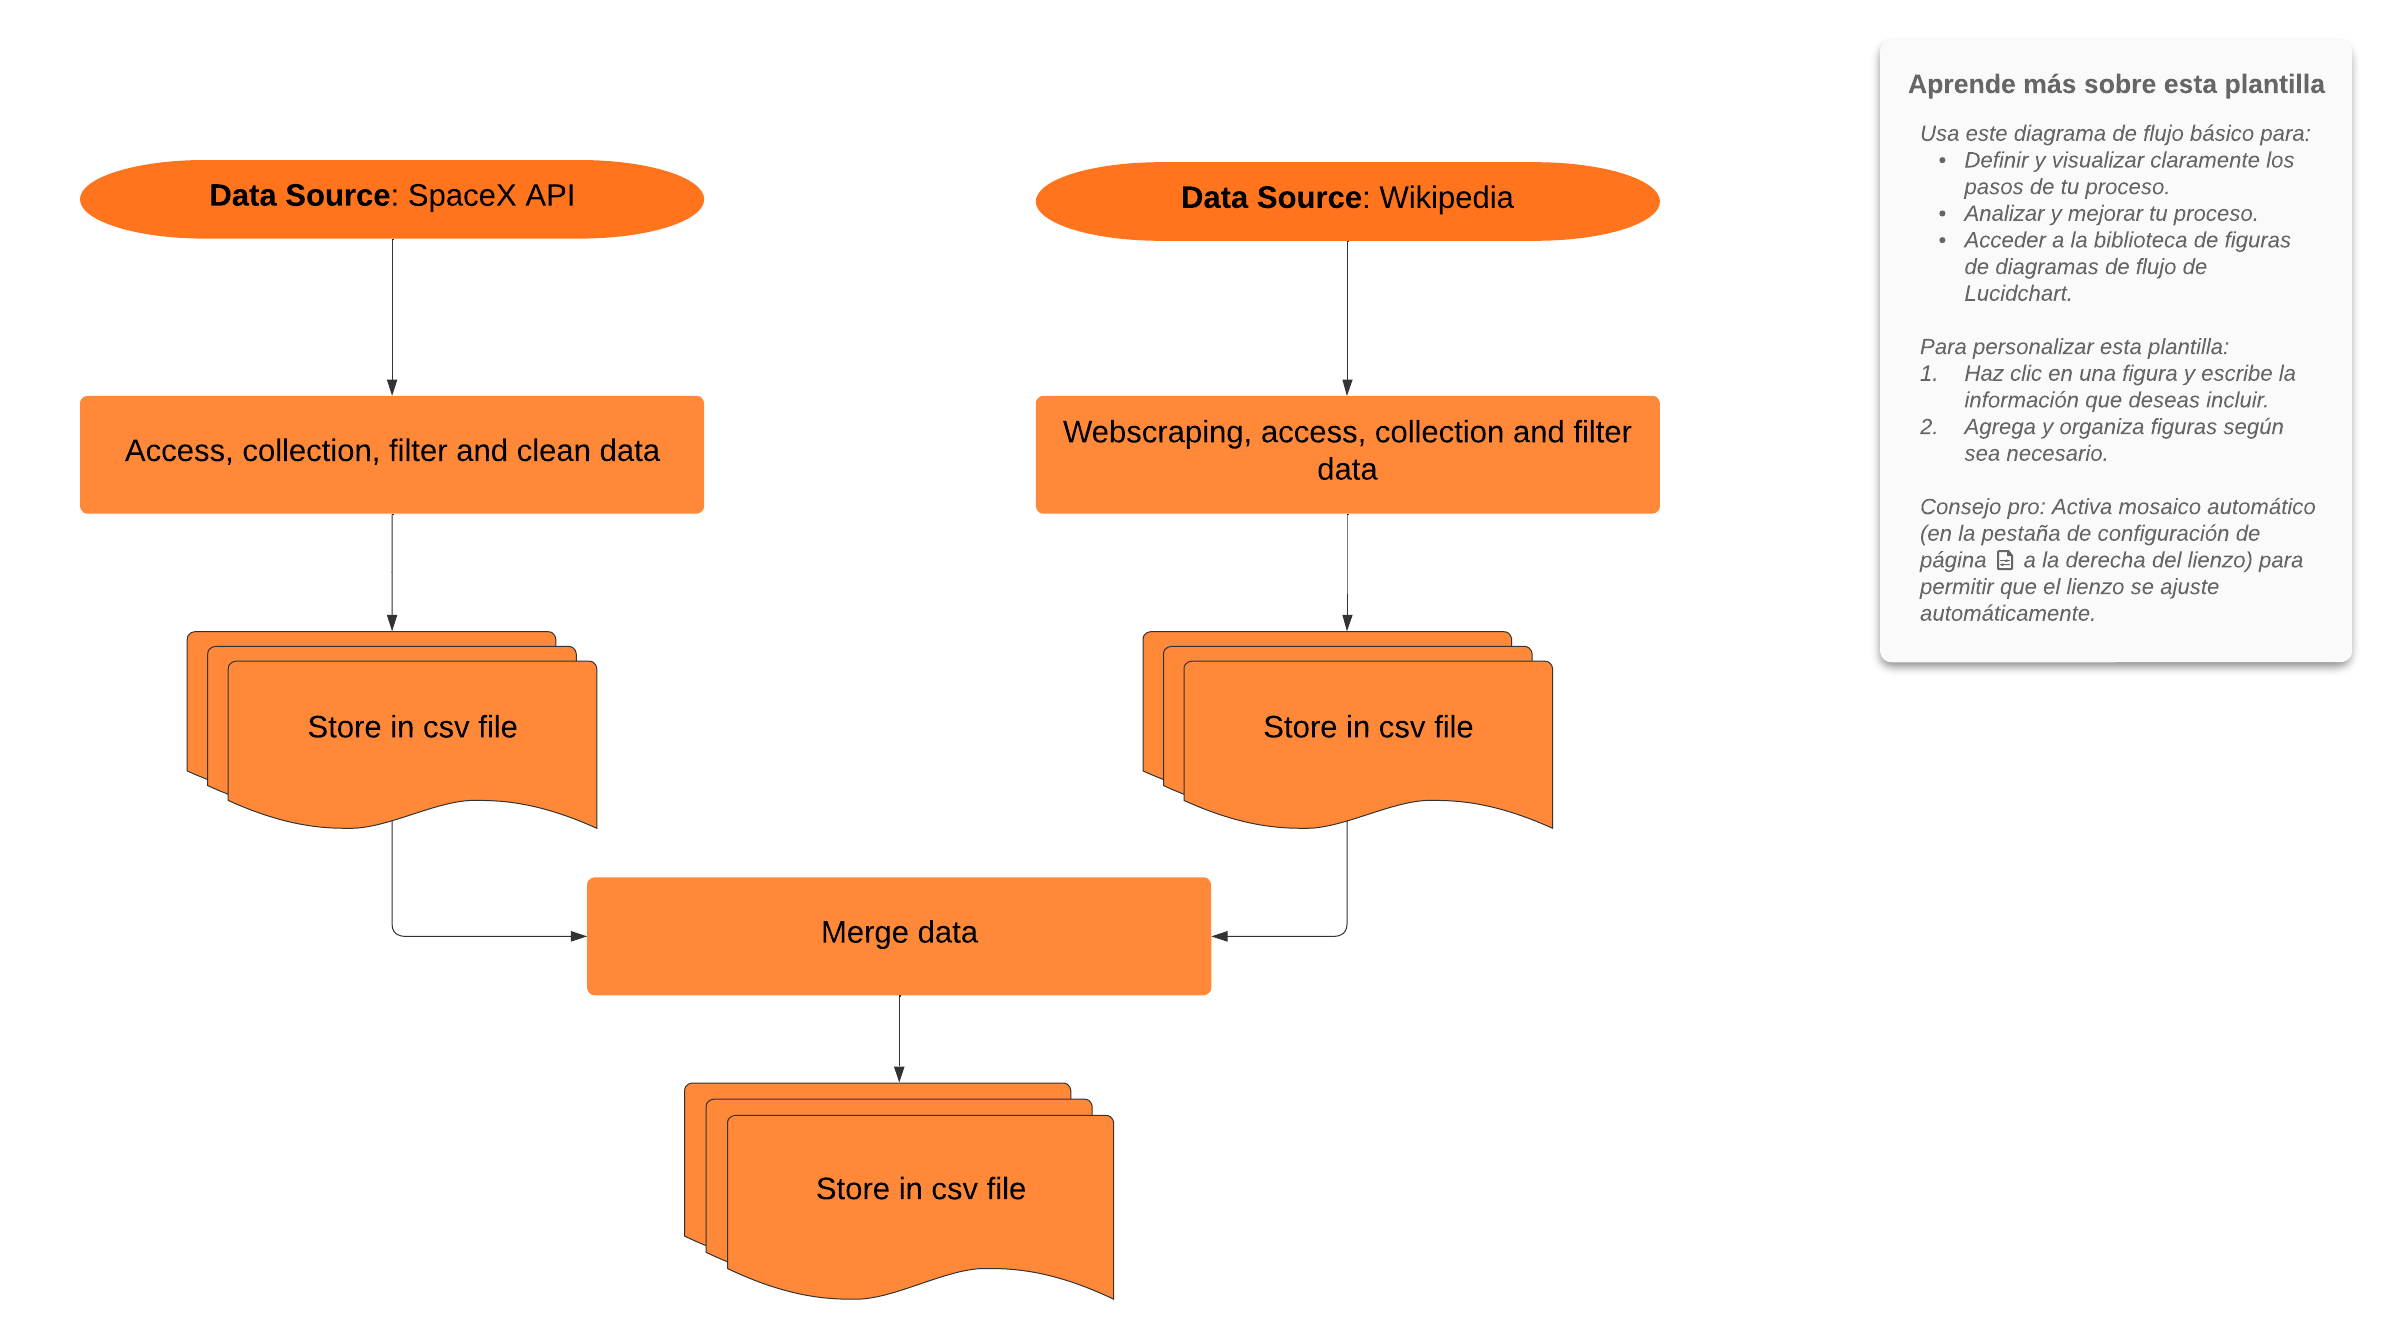 Data Source: SpaceX API
Data Source: Wikipedia
Access, collection, filter and clean data
Webscraping, access, collection and filter
data
Store in csv file
Store in csv file
Merge data
Store in csv file
Aprende más sobre esta plantilla
Usa este diagrama de flujo básico para:
• Definir y visualizar claramente los
pasos de tu proceso.
• Analizar y mejorar tu proceso.
• Acceder a la biblioteca de figuras
de diagramas de flujo de
Lucidchart.
Para personalizar esta plantilla:
1. Haz clic en una figura y escribe la
información que deseas incluir.
2. Agrega y organiza figuras según
sea necesario.
Consejo pro: Activa mosaico automático
(en la pestaña de configuración de
página a la derecha del lienzo) para
permitir que el lienzo se ajuste
automáticamente.